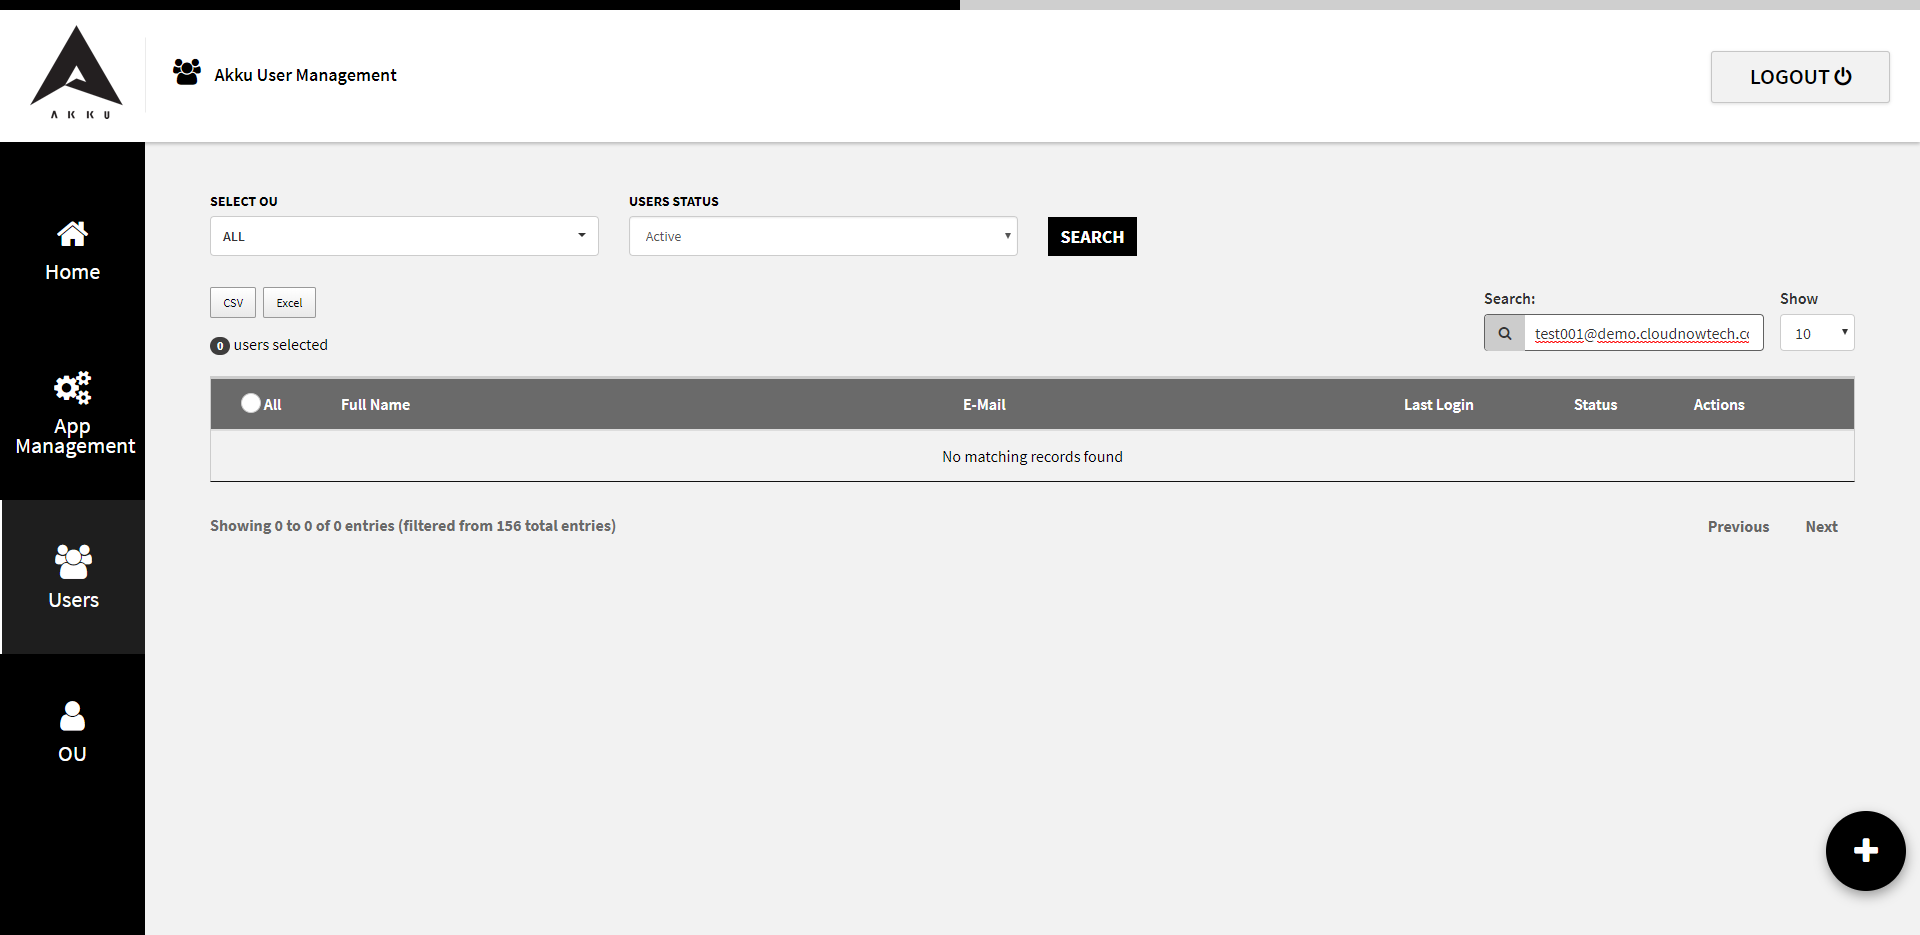 AKKU
Akku User Management
LOGOUT
Home
App
Management
Users
OU
SELECT OU
USERS STATUS
ALL
Active
SEARCH
CSV
Excel
0 users selected
Search:
Show
test001@demo.cloudnowtech.co
10
All
Full Name
E-Mail
Last Login
Status
Actions
No matching records found
Showing 0 to 0 of 0 entries (filtered from 156 total entries)
Previous
Next